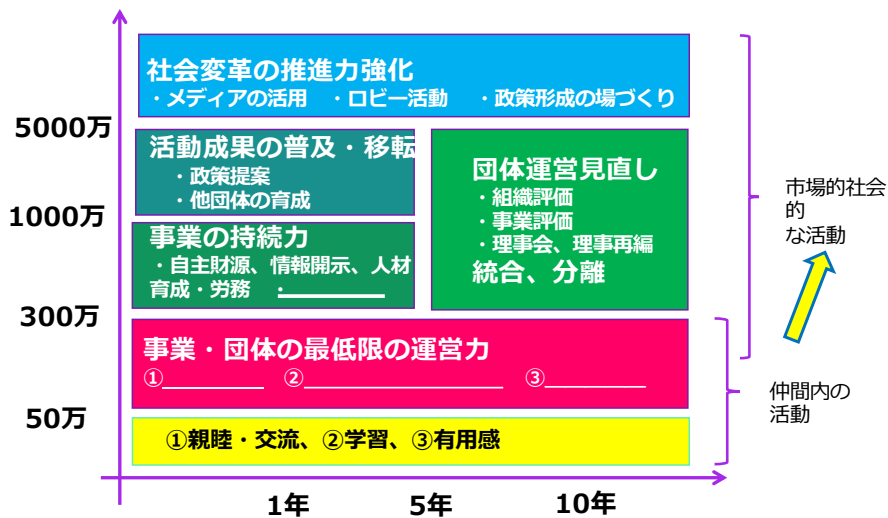 社会変革の推進力強化
・メディアの活用 ・ロビー活動 ・政策形成の場づくり
5000万
活動成果の普及・移転
・政策提案
・他団体の育成
団体運営見直し
・組織評価
・事業評価
・理事会、理事再編
統合、分離
1000万
事業の持続力
・自主財源、情報開示、人材
育成・労務 ・__________
300万
事業・団体の最低限の運営力
①__________ ②____________________ ③__________
50万
①親睦・交流、②学習、③有用感
1年 5年 10年
市場的社会
的
な活動
仲間内の
活動